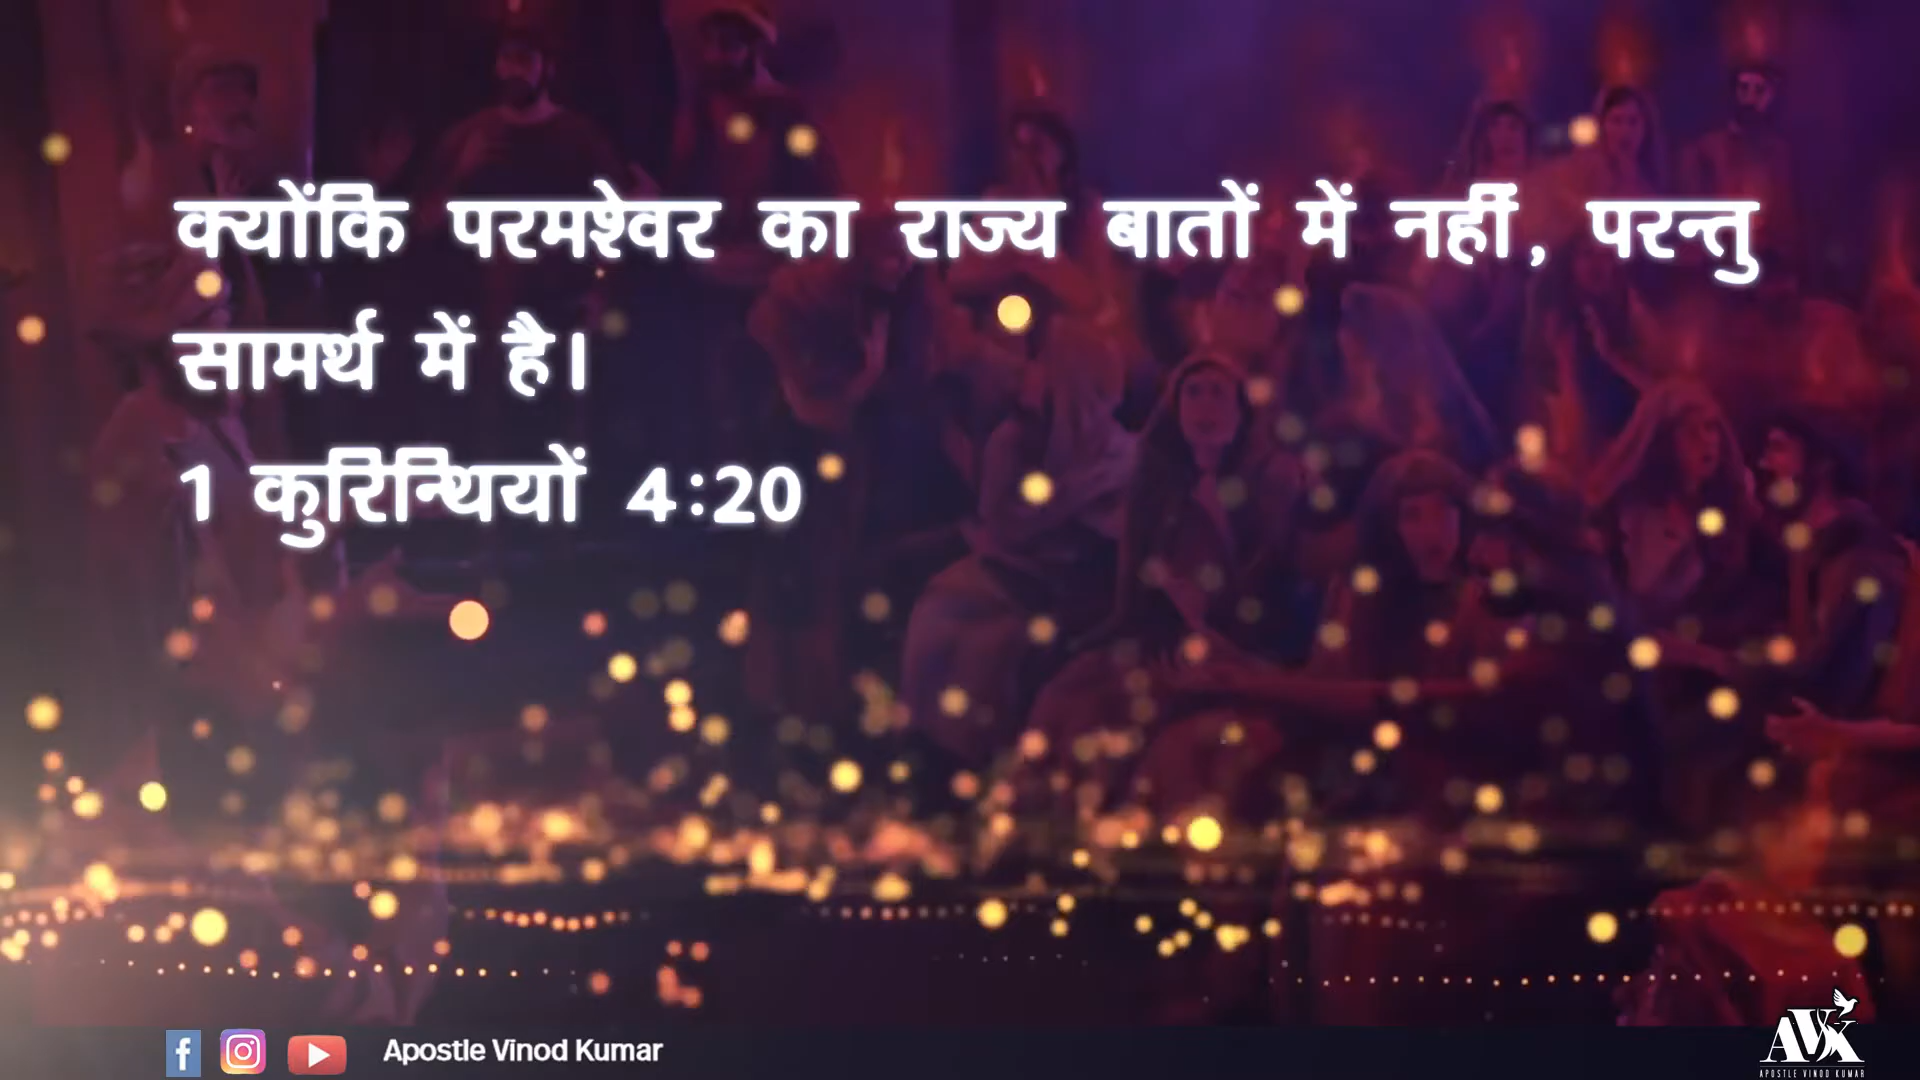 क्योंकि परमश्वेर का राज्य बातों में नहीं, परन्तु
सामर्थ में है।
1 कुरिन्थियों 4:20
Apostle Vinod Kumar
AVK
APOSTLE VINOD KUMAR